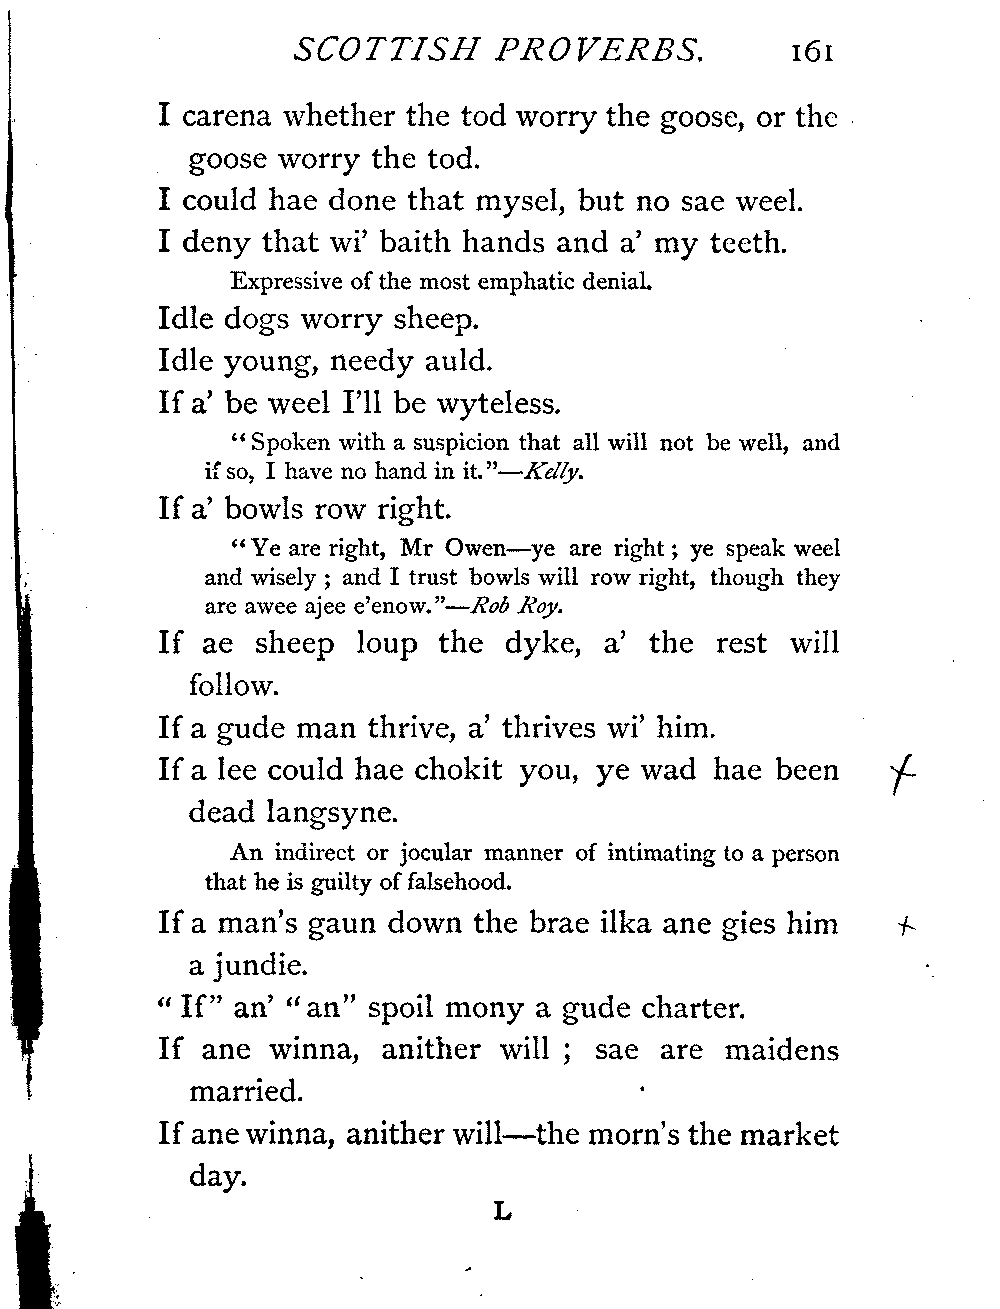 SCOTTISH PROVERBS. 161
I carena whether the tod worry the goose, or the
goose worry the tod.
I could hae done that mysel, but no sae weel.
I deny that wi' baith hands and a' my teeth.
Expressive of the most emphatic denial.
Idle dogs worry sheep.
Idle young, needy auld.
If a' be weel I'll be wyteless.
"Spoken with a suspicion that all will not be well, and
if so, I have no hand in it."—Kelly.
If a' bowls row right.
"Ye are right, Mr Owen—ye are right; ye speak weel
and wisely; and I trust bowls will row right, though they
are awee ajee e'enow."—Rob Roy.
If ae sheep loup the dyke, a' the rest will
follow.
If a gude man thrive, a' thrives wi' him.
If a lee could hae chokit you, ye wad hae been
dead langsyne.
An indirect or jocular manner of intimating to a person
that he is guilty of falsehood.
If a man's gaun down the brae ilka ane gies him
a jundie.
"If" an' "an" spoil mony a gude charter.
If ane winna, anither will; sae are maidens
married.
If ane winna, anither will—the morn's the market
day.
L